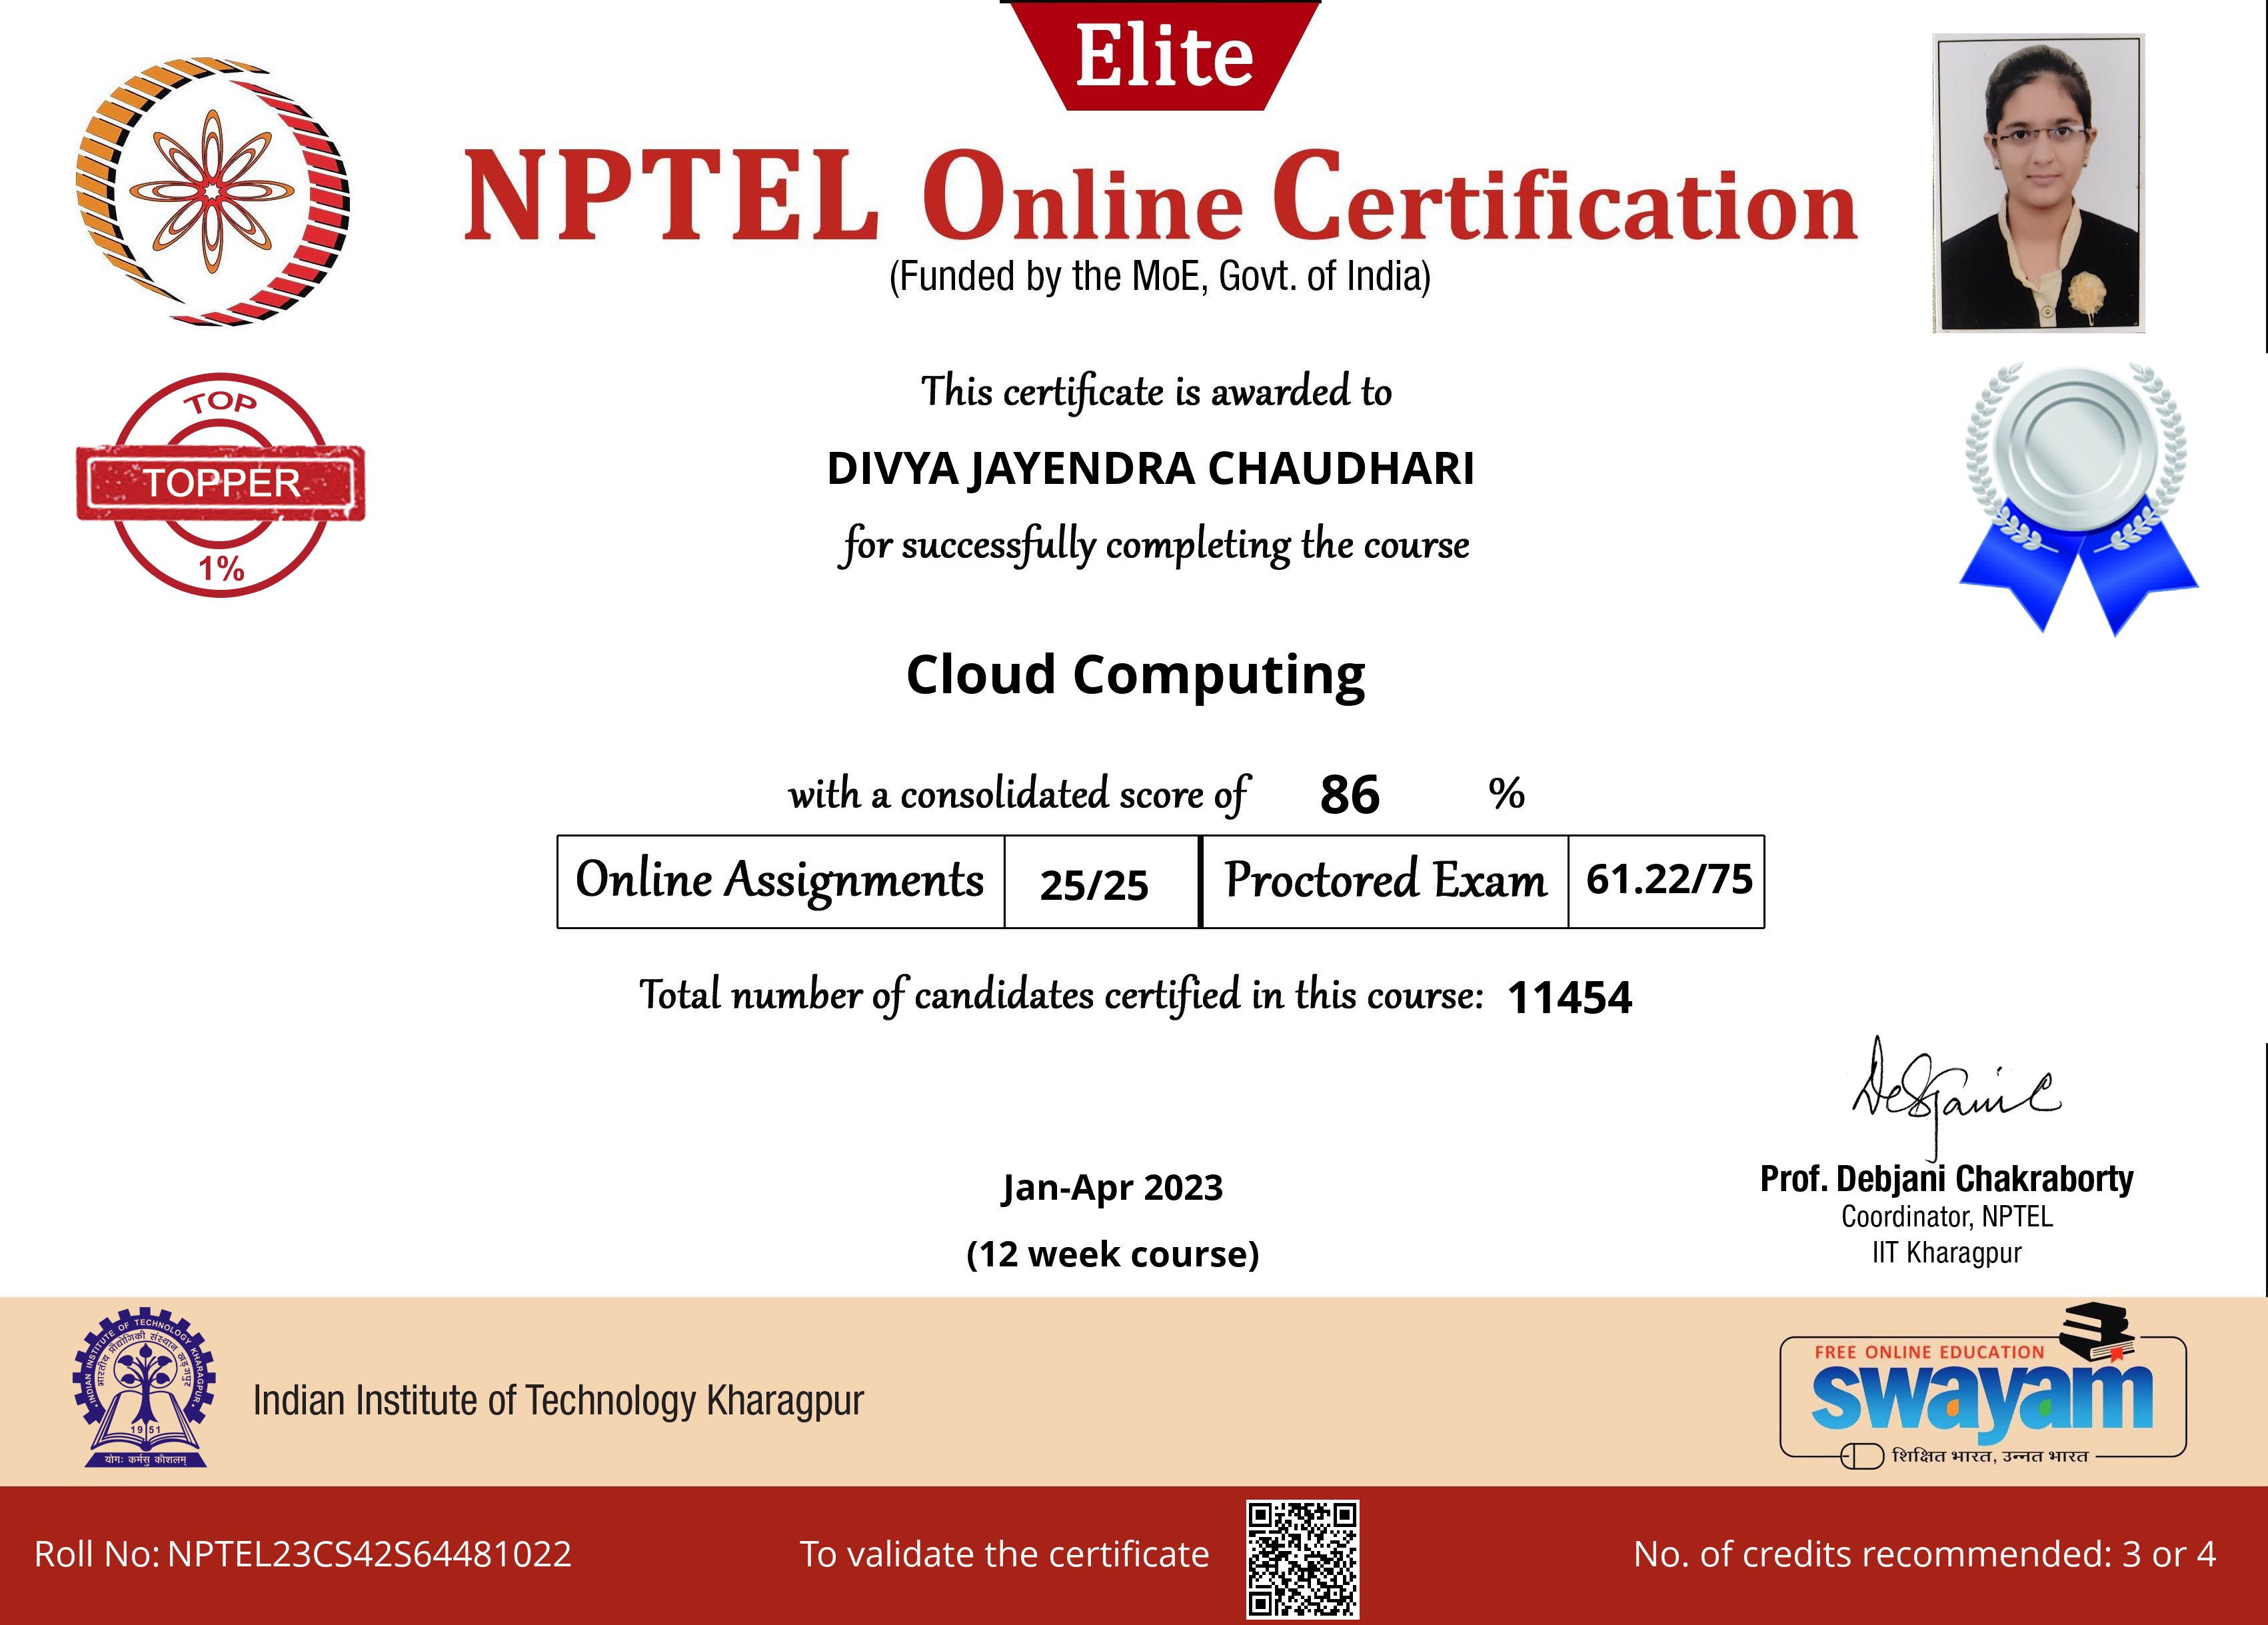 Elite
NPTEL Online Certification
(Funded by the MoE, Govt. of India)
This certificate is awarded to
DIVYA JAYENDRA CHAUDHARI
for successfully completing the course
TOP
TOPPER
1%
Cloud Computing
with a consolidated score of 86 %
Online Assignments 25/25 Proctored Exam 61.22/75
Total number of candidates certified in this course: 11454
Jan-Apr 2023
(12 week course)
Prof. Debjani Chakraborty
Coordinator, NPTEL
IIT Kharagpur
INDIAN INSTITUTE OF TECHNOLOGY KHARAGPUR
भारतीय प्रौद्योगिकी संस्थान खड़गपुर
1951
योगः कर्मसु कौशलम्
Indian Institute of Technology Kharagpur
FREE ONLINE EDUCATION
swayam
शिक्षित भारत, उन्नत भारत
Roll No: NPTEL23CS42S64481022
To validate the certificate
No. of credits recommended: 3 or 4